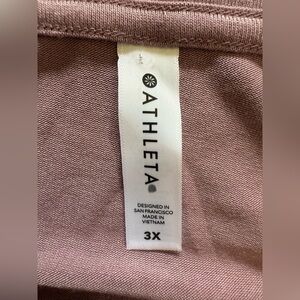 ATHLETA
DESIGNED IN
SAN FRANCISCO
MADE IN
VIETNAM
3X